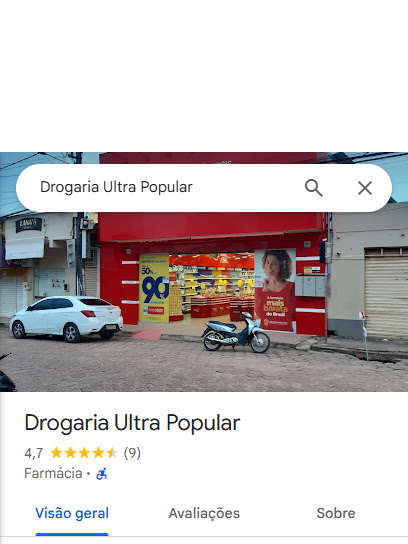 Drogaria Ultra Popular
LANA'S
50%
90%
A farmácia
mais
barata
do Brasil
Drogaria Ultra Popular
4,7 (9)
Farmácia ·
Visão geral
Avaliações
Sobre